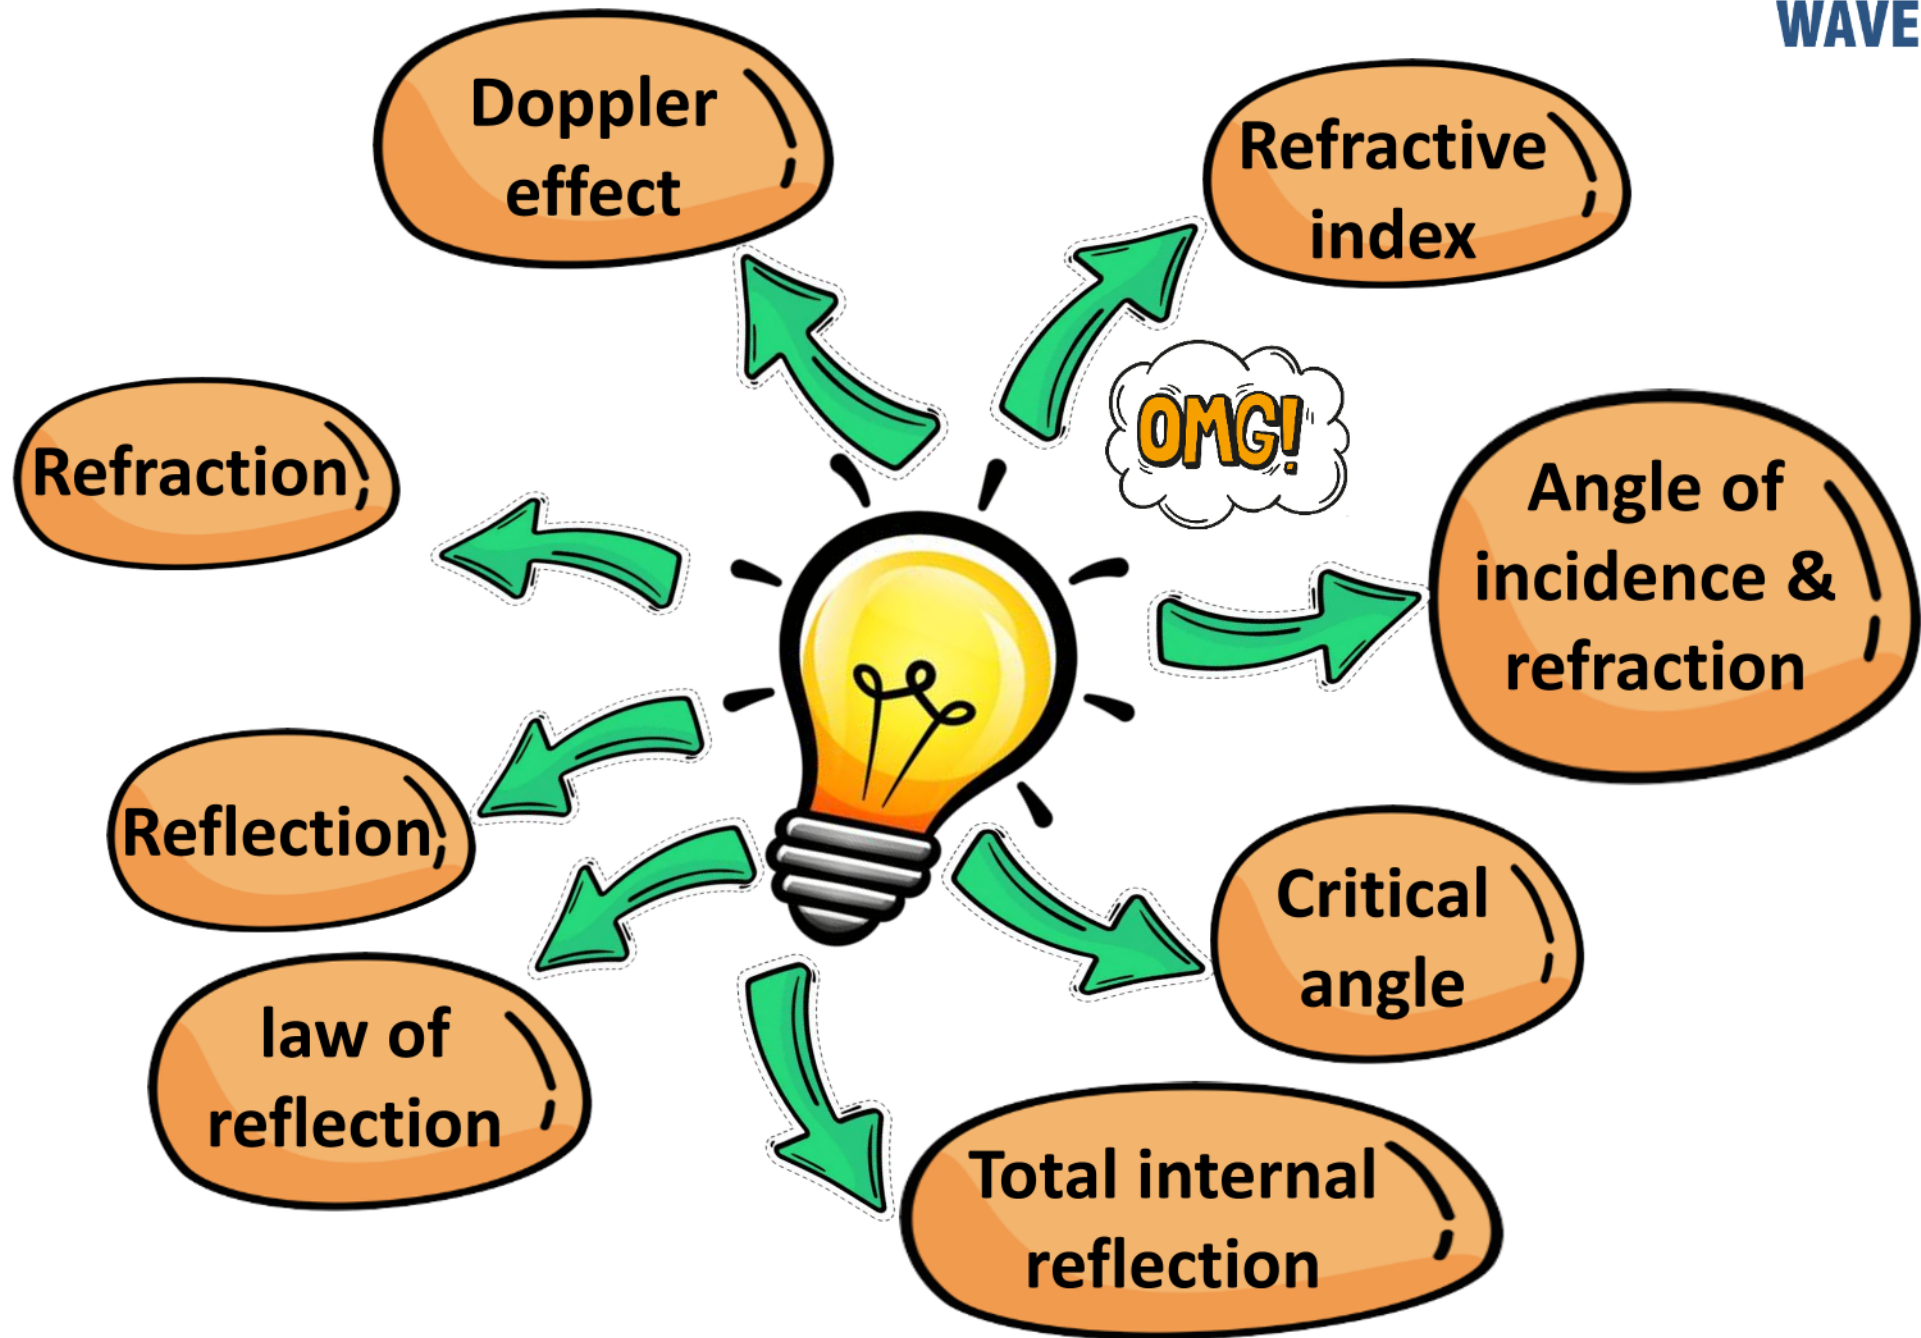 WAVE
Doppler
effect
Refractive
index
OMG!
Refraction,
Angle of
incidence &
refraction
Reflection,
Critical
angle
law of
reflection
Total internal
reflection